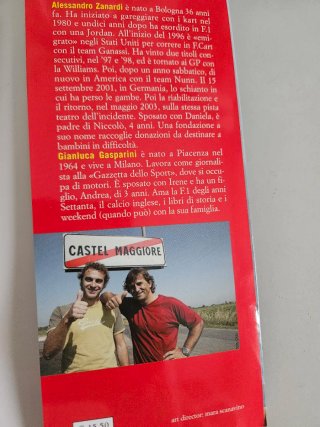 Alessandro Zanardi è nato a Bologna 36 anni
fa. Ha iniziato a gareggiare con i kart nel
1980 e undici anni dopo ha esordito in F.1
con una Jordan. All'inizio del 1996 è «emi-
grato» negli Stati Uniti per correre in F.Cart
con il team Ganassi. Ha vinto due titoli con-
secutivi, nel '97 e '98, ed è tornato ai GP con
la Williams. Poi, dopo un anno sabbatico, di
nuovo in America con il team Nunn. Il 15
settembre 2001, in Germania, lo schianto in
cui ha perso le gambe. Poi la riabilitazione e
il ritorno, nel maggio 2003, sulla stessa pista
teatro dell'incidente. Sposato con Daniela, è
padre di Niccolò, 4 anni. Una fondazione a
suo nome raccoglie donazioni da destinare a
bambini in difficoltà.
Gianluca Gasparini è nato a Piacenza nel
1964 e vive a Milano. Lavora come giorna-
lista alla «Gazzetta dello Sport», dove si occu-
pa di motori. È sposato con Irene e ha un fi-
glio, Andrea, di 3 anni. Ama la F.1 degli anni
Settanta, il calcio inglese, i libri di storia e i
weekend (quando può) con la sua famiglia.
CASTEL MAGGIORE
art director: mara scanavino
15,50